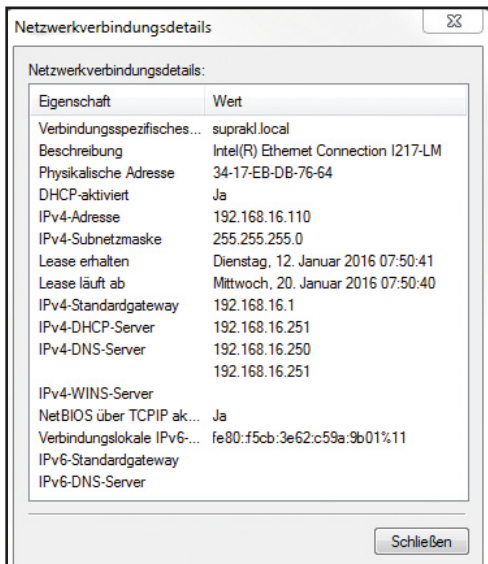 Netzwerkverbindungsdetails
Netzwerkverbindungsdetails:
Eigenschaft Wert
Verbindungsspezifisches... suprakl.local
Beschreibung Intel(R) Ethernet Connection I217-LM
Physikalische Adresse 34-17-EB-DB-76-64
DHCP-aktiviert Ja
IPv4-Adresse 192.168.16.110
IPv4-Subnetzmaske 255.255.255.0
Lease erhalten Dienstag, 12. Januar 2016 07:50:41
Lease läuft ab Mittwoch, 20. Januar 2016 07:50:40
IPv4-Standardgateway 192.168.16.1
IPv4-DHCP-Server 192.168.16.251
IPv4-DNS-Server 192.168.16.250
192.168.16.251
IPv4-WINS-Server
NetBIOS über TCPIP ak... Ja
Verbindungslokale IPv6-... fe80::f5cb:3e62:c59a:9b01%11
IPv6-Standardgateway
IPv6-DNS-Server
Schließen